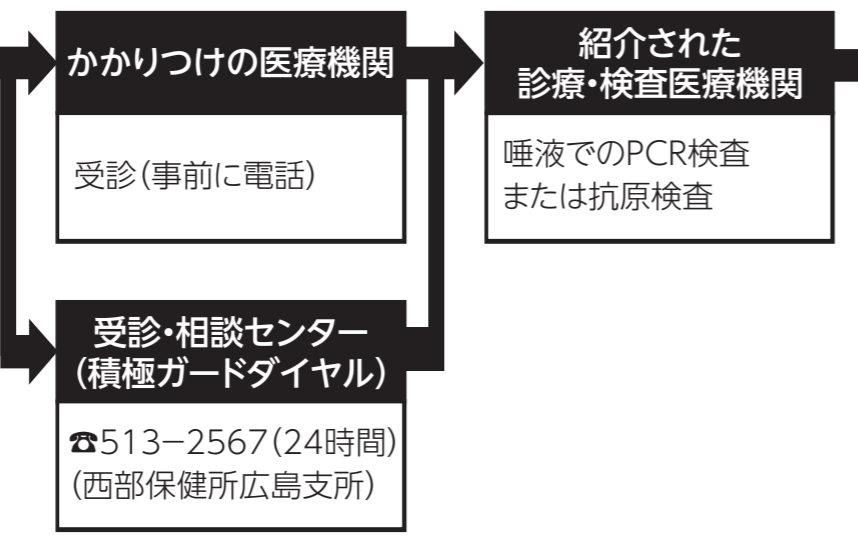 かかりつけの医療機関
受診(事前に電話)
受診・相談センター
(積極ガードダイヤル)
☎513−2567(24時間)
(西部保健所広島支所)
紹介された
診療・検査医療機関
唾液でのPCR検査
または抗原検査